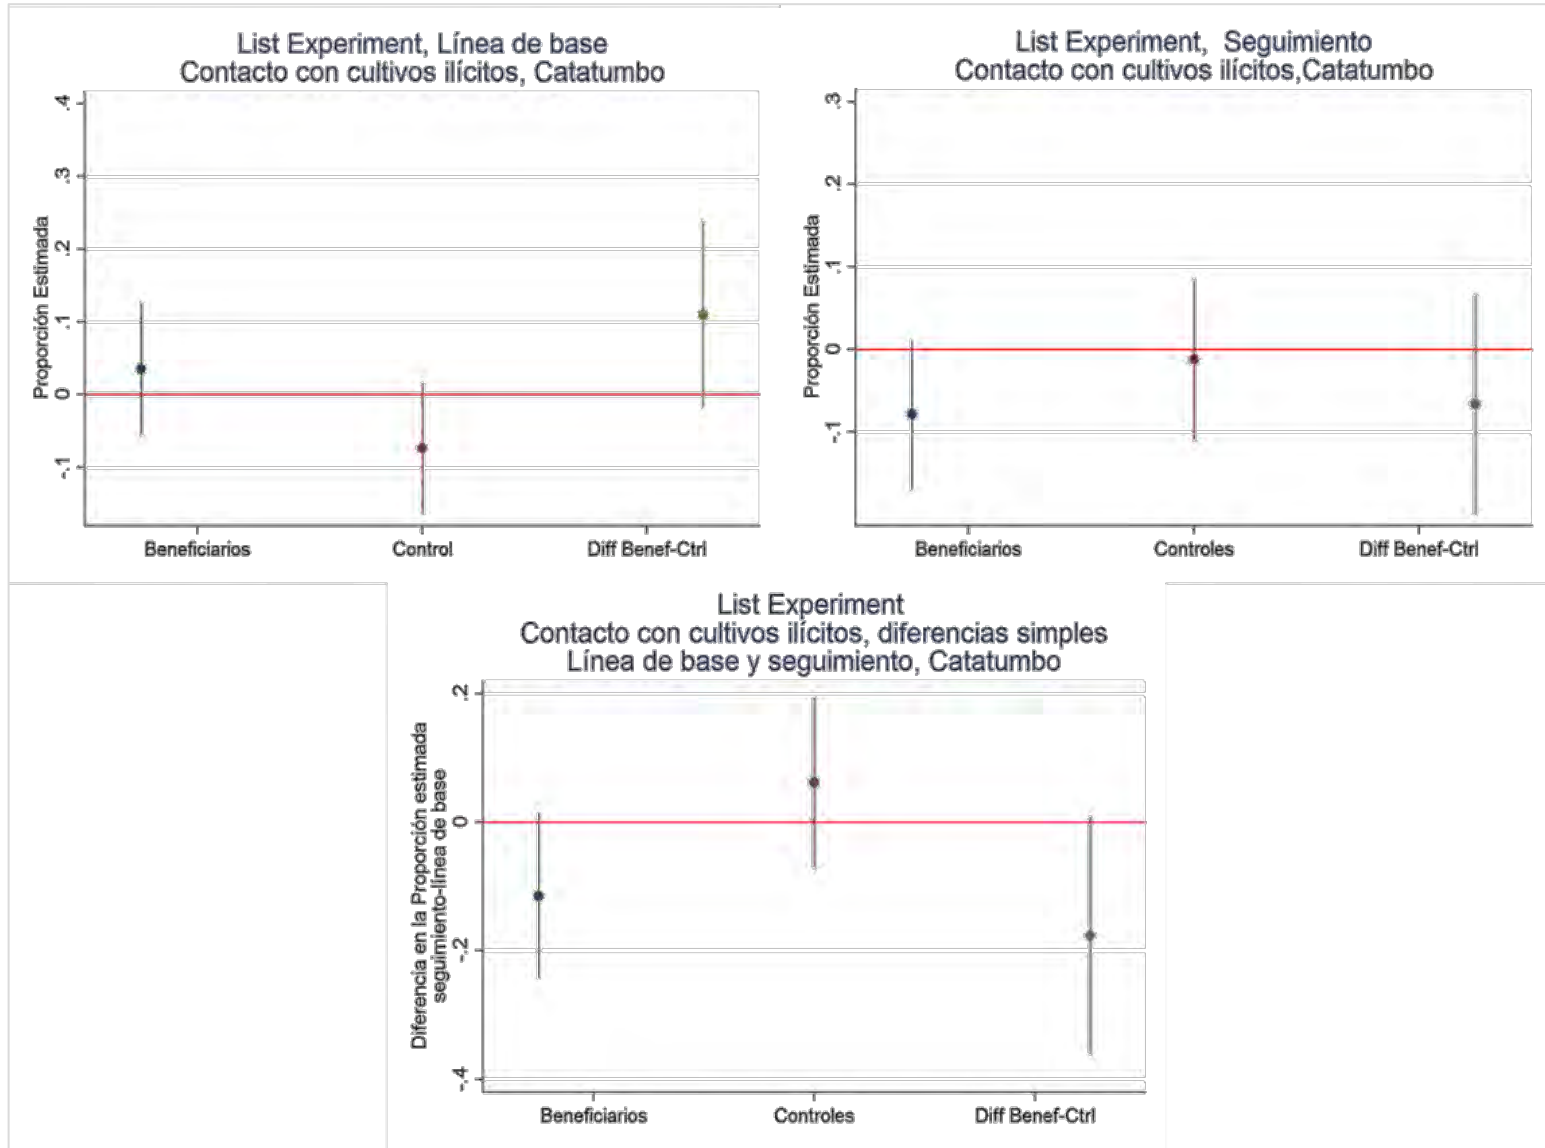 List Experiment, Línea de base
Contacto con cultivos ilícitos, Catatumbo
Proporción Estimada
.4
.3
.2
.1
0
-.1
Beneficiarios
Control
Diff Benef-Ctrl
List Experiment, Seguimiento
Contacto con cultivos ilícitos,Catatumbo
Proporción Estimada
.3
.2
.1
0
-.1
Beneficiarios
Controles
Diff Benef-Ctrl
List Experiment
Contacto con cultivos ilícitos, diferencias simples
Línea de base y seguimiento, Catatumbo
Diferencia en la Proporción estimada
seguimiento-línea de base
.2
0
-.2
-.4
Beneficiarios
Controles
Diff Benef-Ctrl